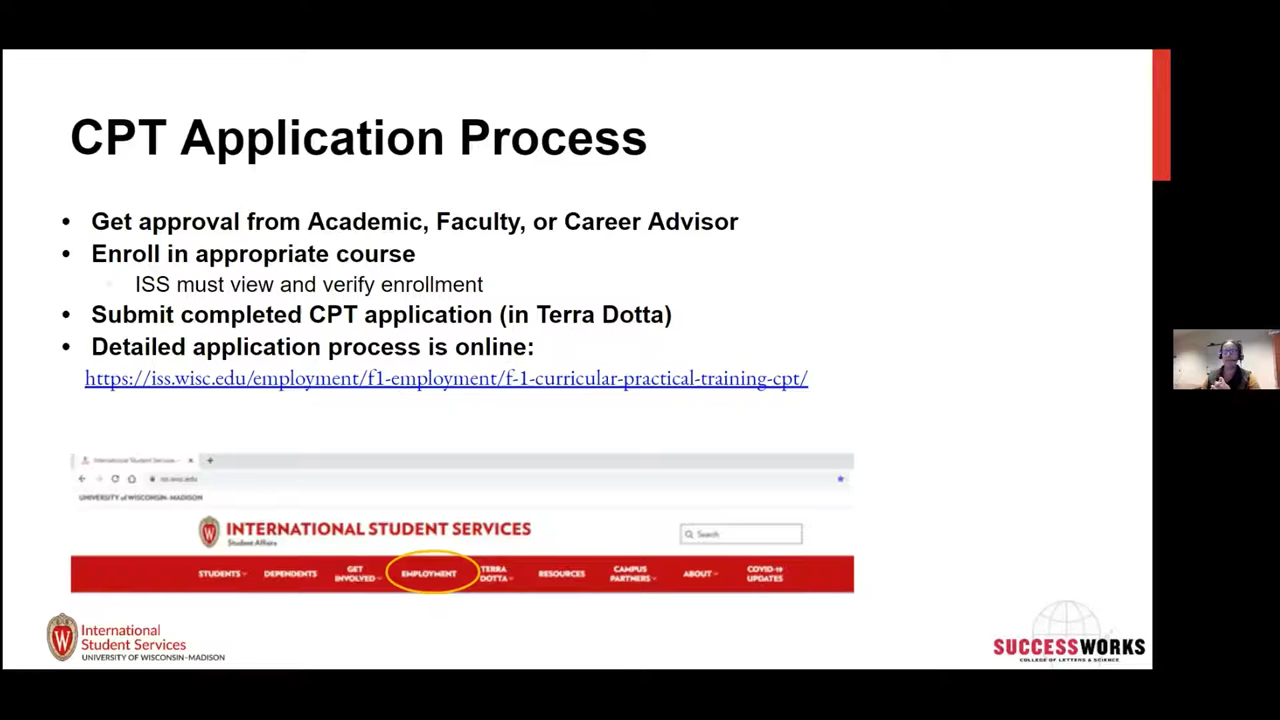 CPT Application Process
• Get approval from Academic, Faculty, or Career Advisor
• Enroll in appropriate course
ISS must view and verify enrollment
• Submit completed CPT application (in Terra Dotta)
• Detailed application process is online:
https://iss.wisc.edu/employment/f1-employment/f-1-curricular-practical-training-cpt/
International Student Services
iss.wisc.edu
UNIVERSITY of WISCONSIN-MADISON
INTERNATIONAL STUDENT SERVICES
Student Affairs
Search
STUDENTS DEPENDENTS GET INVOLVED EMPLOYMENT TERRA DOTTA RESOURCES CAMPUS PARTNERS ABOUT COVID-19 UPDATES
International
Student Services
UNIVERSITY OF WISCONSIN-MADISON
SUCCESSWORKS
COLLEGE OF LETTERS & SCIENCE